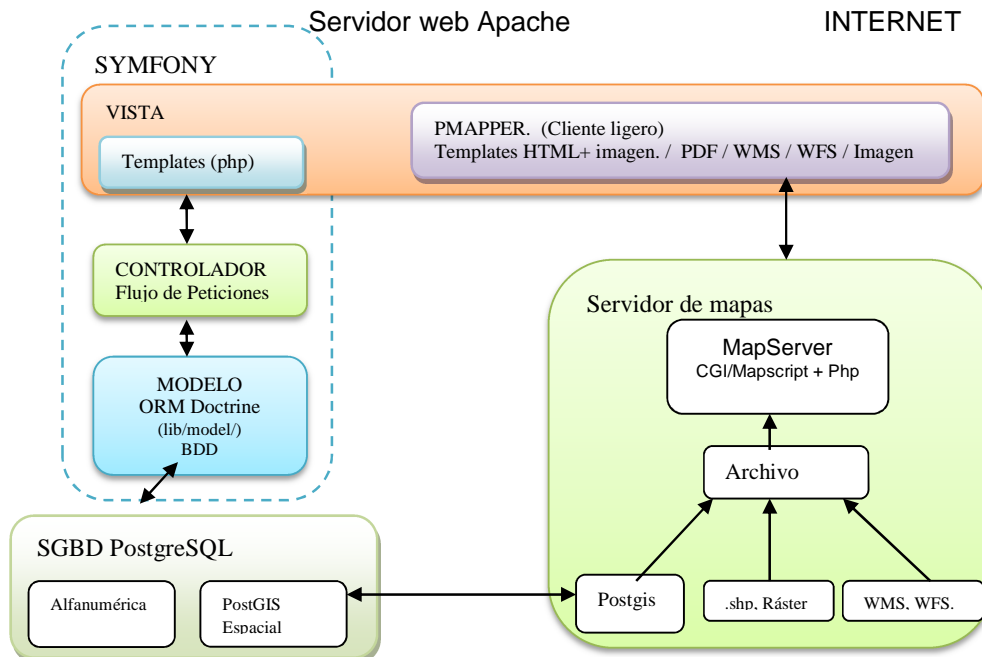 Servidor web Apache
INTERNET
SYMFONY
VISTA
Templates (php)
PMAPPER. (Cliente ligero)
Templates HTML+ imagen. / PDF / WMS / WFS / Imagen
CONTROLADOR
Flujo de Peticiones
MODELO
ORM Doctrine
(lib/model/)
BDD
Servidor de mapas
MapServer
CGI/Mapscript + Php
Archivo
Postgis
.shp, Ráster
WMS, WFS.
SGBD PostgreSQL
Alfanumérica
PostGIS
Espacial